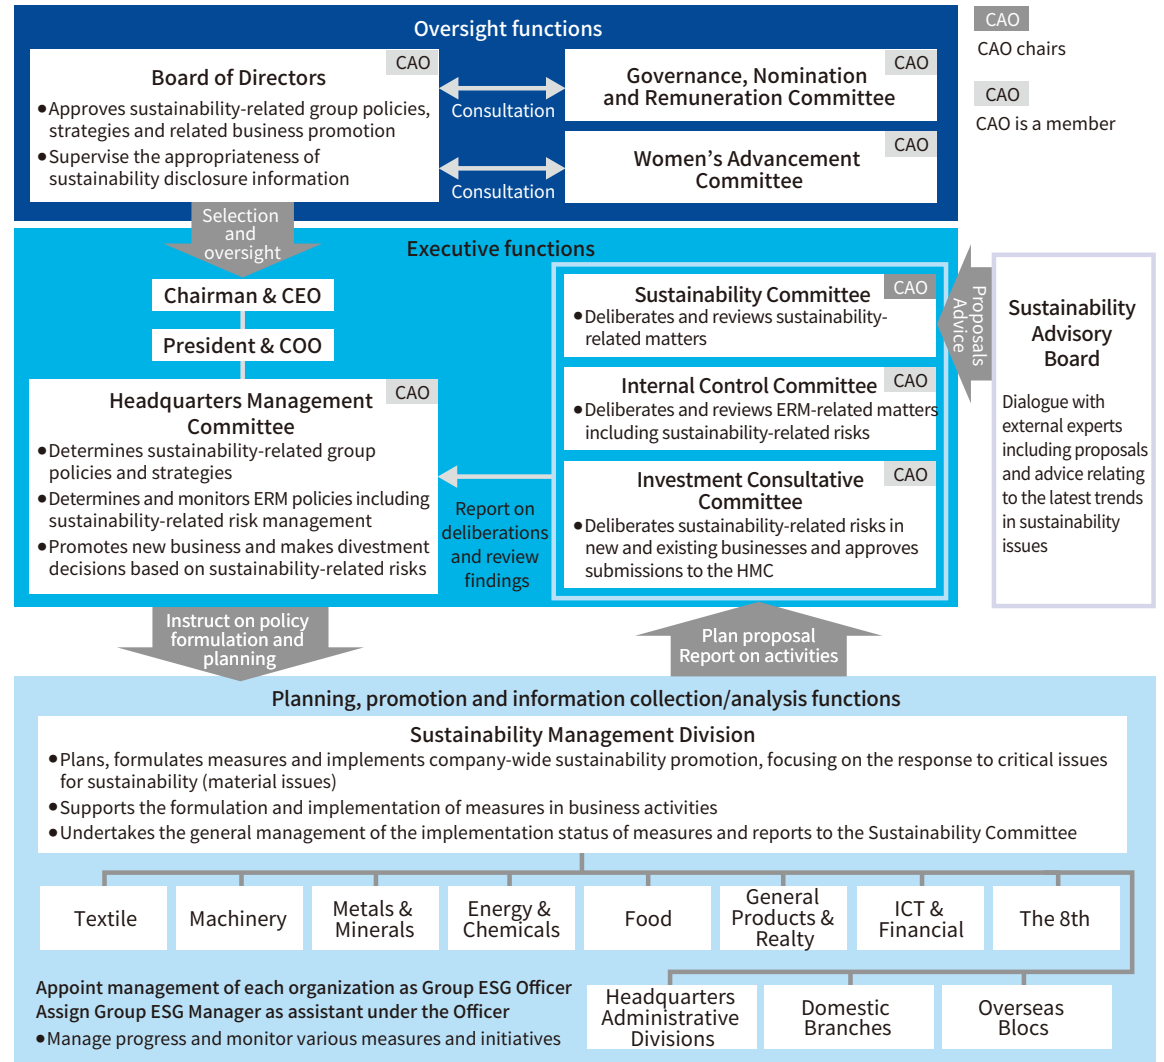 Oversight functions
CAO
Board of Directors
●Approves sustainability-related group policies,
strategies and related business promotion
●Supervise the appropriateness of
sustainability disclosure information
Consultation
CAO
Governance, Nomination
and Remuneration Committee
Consultation
CAO
Women’s Advancement
Committee
CAO
CAO chairs
CAO
CAO is a member
Selection
and
oversight
Executive functions
Chairman & CEO
President & COO
CAO
Headquarters Management
Committee
●Determines sustainability-related group
policies and strategies
●Determines and monitors ERM policies including
sustainability-related risk management
●Promotes new business and makes divestment
decisions based on sustainability-related risks
Report on
deliberations
and review
findings
CAO
Sustainability Committee
●Deliberates and reviews sustainability-
related matters
CAO
Internal Control Committee
●Deliberates and reviews ERM-related matters
including sustainability-related risks
CAO
Investment Consultative
Committee
●Deliberates sustainability-related risks in
new and existing businesses and approves
submissions to the HMC
Proposals
Advice
Sustainability
Advisory
Board
Dialogue with
external experts
including proposals
and advice relating
to the latest trends
in sustainability
issues
Instruct on policy
formulation and
planning
Plan proposal
Report on activities
Planning, promotion and information collection/analysis functions
Sustainability Management Division
●Plans, formulates measures and implements company-wide sustainability promotion, focusing on the response to critical issues
for sustainability (material issues)
●Supports the formulation and implementation of measures in business activities
●Undertakes the general management of the implementation status of measures and reports to the Sustainability Committee
Textile
Machinery
Metals &
Minerals
Energy &
Chemicals
Food
General
Products &
Realty
ICT &
Financial
The 8th
Appoint management of each organization as Group ESG Officer
Assign Group ESG Manager as assistant under the Officer
●Manage progress and monitor various measures and initiatives
Headquarters
Administrative
Divisions
Domestic
Branches
Overseas
Blocs